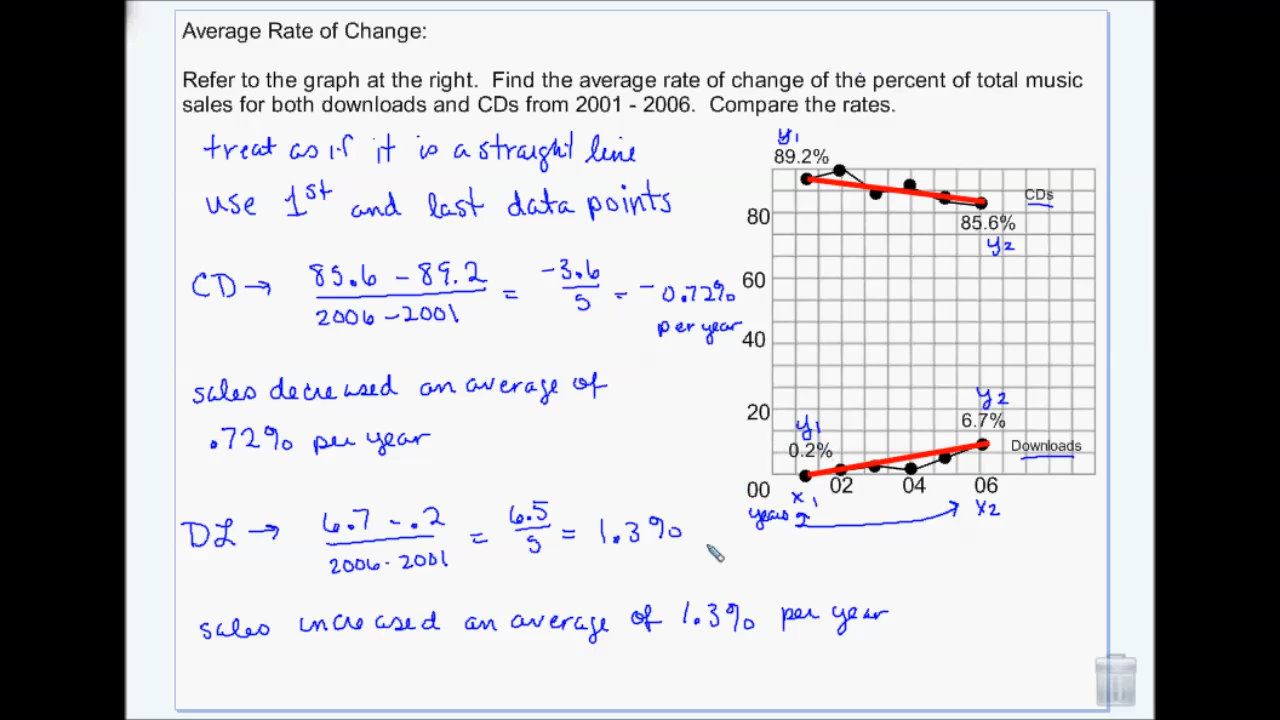 Average Rate of Change:
Refer to the graph at the right. Find the average rate of change of the percent of total music
sales for both downloads and CDs from 2001 - 2006. Compare the rates.
treat as if it is a straight line
use 1st and last data points
CD → 85.6 - 89.2 / 2006 - 2001 = -3.6 / 5 = -0.72%
per year
sales decreased an average of
.72% per year
DL → 6.7 - .2 / 2006 - 2001 = 6.5 / 5 = 1.3%
sales increased an average of 1.3% per year
y1
89.2%
CDs
80
85.6%
y2
60
40
y2
20
6.7%
y1
0.2%
Downloads
00
02
04
06
x1
x2
years